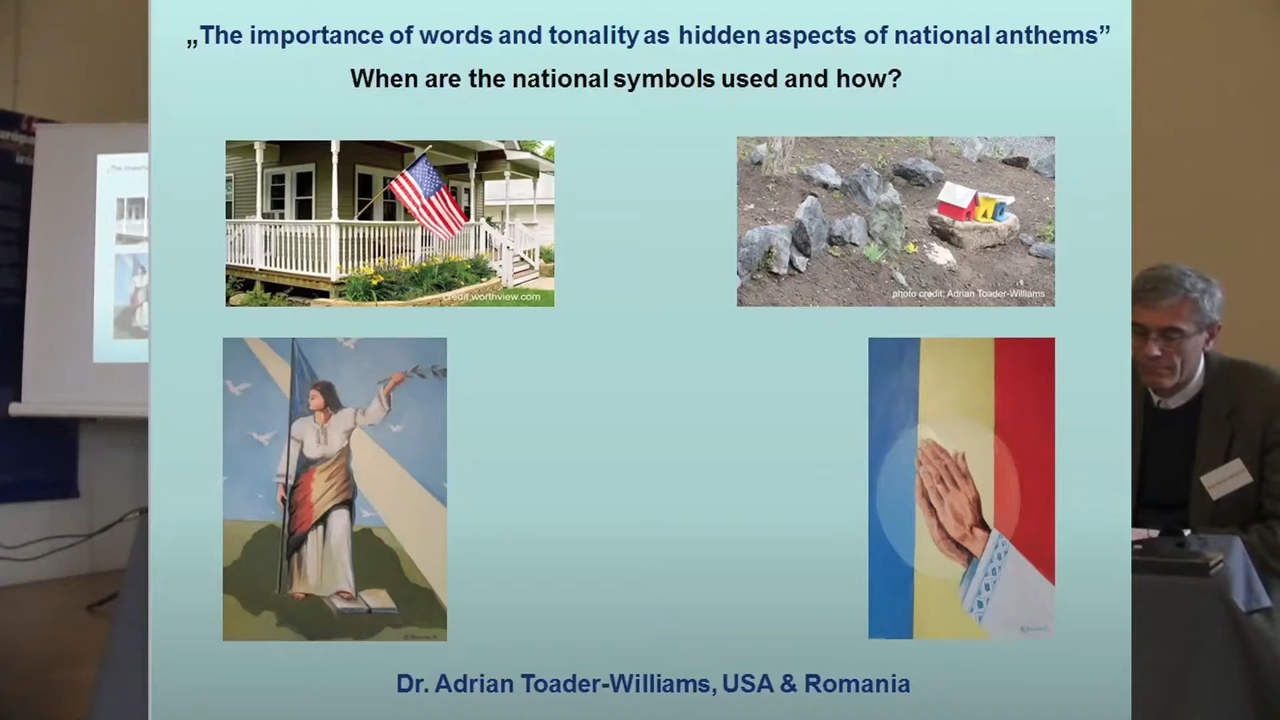 „The importance of words and tonality as hidden aspects of national anthems”
When are the national symbols used and how?
credit worthview.com
photo credit: Adrian Toader-Williams
Dr. Adrian Toader-Williams, USA & Romania